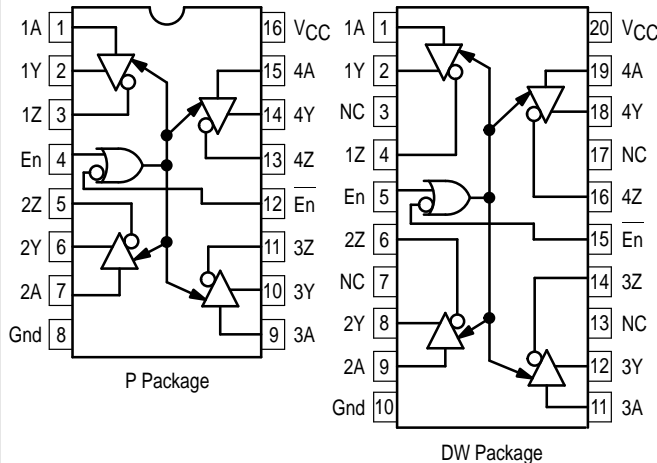 1A 1 16 VCC
1Y 2 15 4A
1Z 3 14 4Y
En 4 13 4Z
2Z 5 12 En
2Y 6 11 3Z
2A 7 10 3Y
Gnd 8 9 3A
P Package
1A 1 20 VCC
1Y 2 19 4A
NC 3 18 4Y
1Z 4 17 NC
En 5 16 4Z
2Z 6 15 En
NC 7 14 3Z
2Y 8 13 NC
2A 9 12 3Y
Gnd 10 11 3A
DW Package